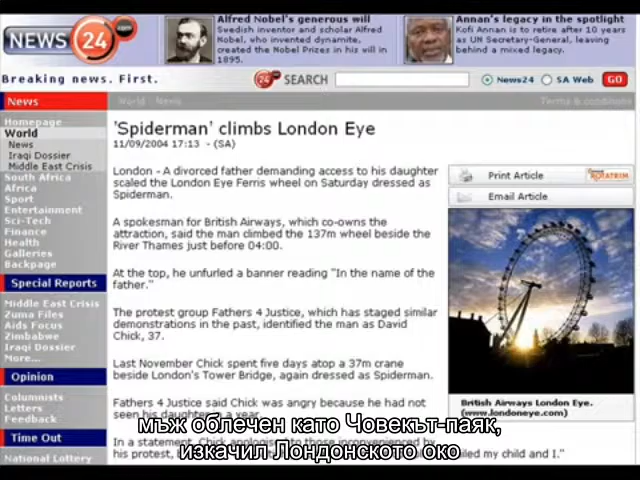 NEWS 24 .com
Alfred Nobel's generous will
Swedish inventor and scholar Alfred
Nobel, who invented dynamite,
created the Nobel Prizes in his will in
1895.
Annan's legacy in the spotlight
Kofi Annan is to retire after 10 years
as UN Secretary-General, leaving
behind a mixed legacy.
Breaking news. First.
24 SEARCH
News24
SA Web
GO
News
World : News
Terms & conditions
Homepage
World
News
Iraqi Dossier
Middle East Crisis
South Africa
Africa
Sport
Entertainment
Sci-Tech
Finance
Health
Galleries
Backpage
Special Reports
Middle East Crisis
Zuma Files
Aids Focus
Zimbabwe
Iraqi Dossier
More...
Opinion
Columnists
Letters
Feedback
Time Out
National Lottery
'Spiderman' climbs London Eye
11/09/2004 17:13 - (SA)
London - A divorced father demanding access to his daughter
scaled the London Eye Ferris wheel on Saturday dressed as
Spiderman.
A spokesman for British Airways, which co-owns the
attraction, said the man climbed the 137m wheel beside the
River Thames just before 04:00.
At the top, he unfurled a banner reading "In the name of the
father."
The protest group Fathers 4 Justice, which has staged similar
demonstrations in the past, identified the man as David
Chick, 37.
Last November Chick spent five days atop a 37m crane
beside London's Tower Bridge, again dressed as Spiderman.
Fathers 4 Justice said Chick was angry because he had not
seen his daughter in a year.
In a statement, Chick apologised to those inconvenienced by
his protest, b
iled my child and I."
Print Article
ROTATRIM
Email Article
British Airways London Eye.
(www.londoneye.com)
мъж облечен като Човекът-паяк,
изкачил Лондонското око